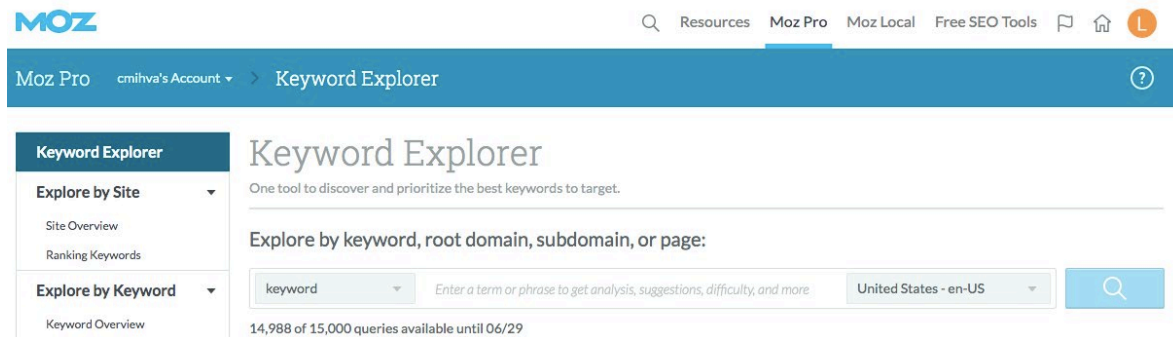 MOZ
Resources Moz Pro Moz Local Free SEO Tools L
Moz Pro cmihva's Account > Keyword Explorer ?
Keyword Explorer
Explore by Site
Site Overview
Ranking Keywords
Explore by Keyword
Keyword Overview
Keyword Explorer
One tool to discover and prioritize the best keywords to target.
Explore by keyword, root domain, subdomain, or page:
keyword Enter a term or phrase to get analysis, suggestions, difficulty, and more United States - en-US
14,988 of 15,000 queries available until 06/29